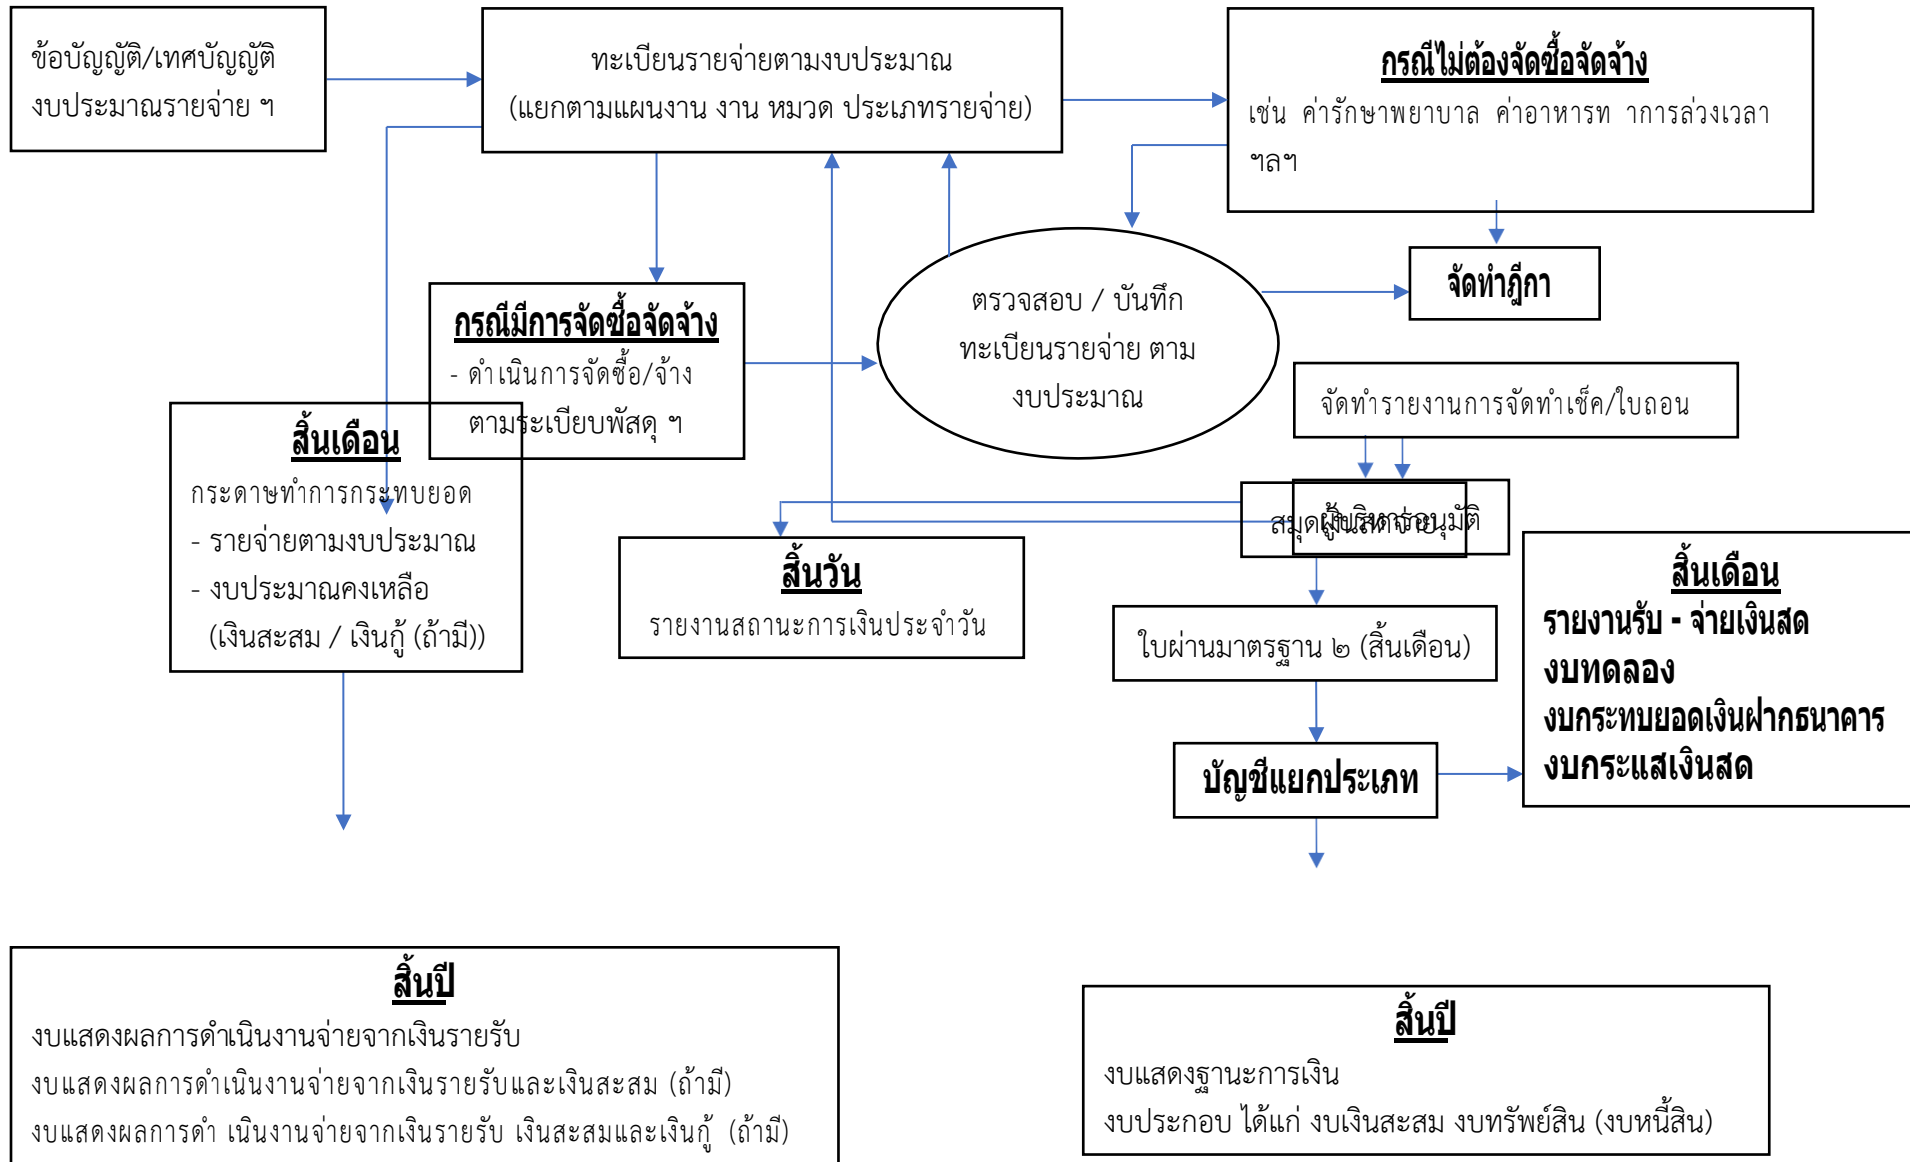 ข้อบัญญัติ/เทศบัญญัติ
งบประมาณรายจ่าย ฯ
ทะเบียนรายจ่ายตามงบประมาณ
(แยกตามแผนงาน งาน หมวด ประเภทรายจ่าย)
กรณีไม่ต้องจัดซื้อจัดจ้าง
เช่น ค่ารักษาพยาบาล ค่าอาหารท าการล่วงเวลา
ฯลฯ
จัดทำฎีกา
กรณีมีการจัดซื้อจัดจ้าง
- ดำเนินการจัดซื้อ/จ้าง
ตามระเบียบพัสดุ ฯ
ตรวจสอบ / บันทึก
ทะเบียนรายจ่าย ตาม
งบประมาณ
จัดทำรายงานการจัดทำเช็ค/ใบถอน
สิ้นเดือน
กระดาษทำการกระทบยอด
- รายจ่ายตามงบประมาณ
- งบประมาณคงเหลือ
(เงินสะสม / เงินกู้ (ถ้ามี))
สมุดเงินสดจ่าย
ผู้บริหารอนุมัติ
สิ้นวัน
รายงานสถานะการเงินประจำวัน
ใบผ่านมาตรฐาน ๒ (สิ้นเดือน)
สิ้นเดือน
รายงานรับ - จ่ายเงินสด
งบทดลอง
งบกระทบยอดเงินฝากธนาคาร
งบกระแสเงินสด
บัญชีแยกประเภท
สิ้นปี
งบแสดงผลการดำเนินงานจ่ายจากเงินรายรับ
งบแสดงผลการดำเนินงานจ่ายจากเงินรายรับและเงินสะสม (ถ้ามี)
งบแสดงผลการดำ เนินงานจ่ายจากเงินรายรับ เงินสะสมและเงินกู้ (ถ้ามี)
สิ้นปี
งบแสดงฐานะการเงิน
งบประกอบ ได้แก่ งบเงินสะสม งบทรัพย์สิน (งบหนี้สิน)